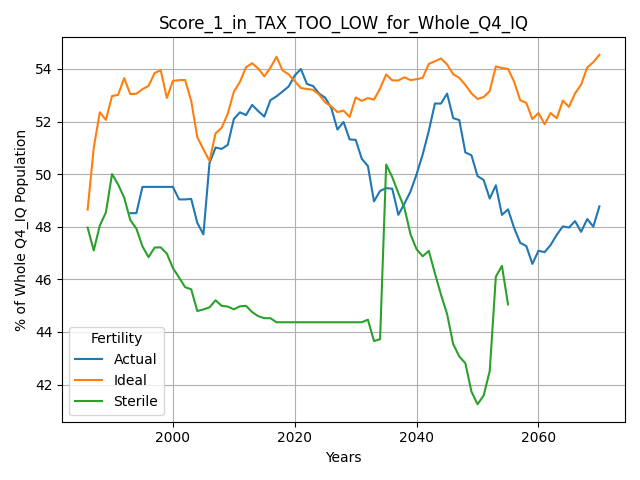 Score_1_in_TAX_TOO_LOW_for_Whole_Q4_IQ
% of Whole Q4_IQ Population
54
52
50
48
46
44
42
Fertility
Actual
Ideal
Sterile
2000
2020
2040
2060
Years